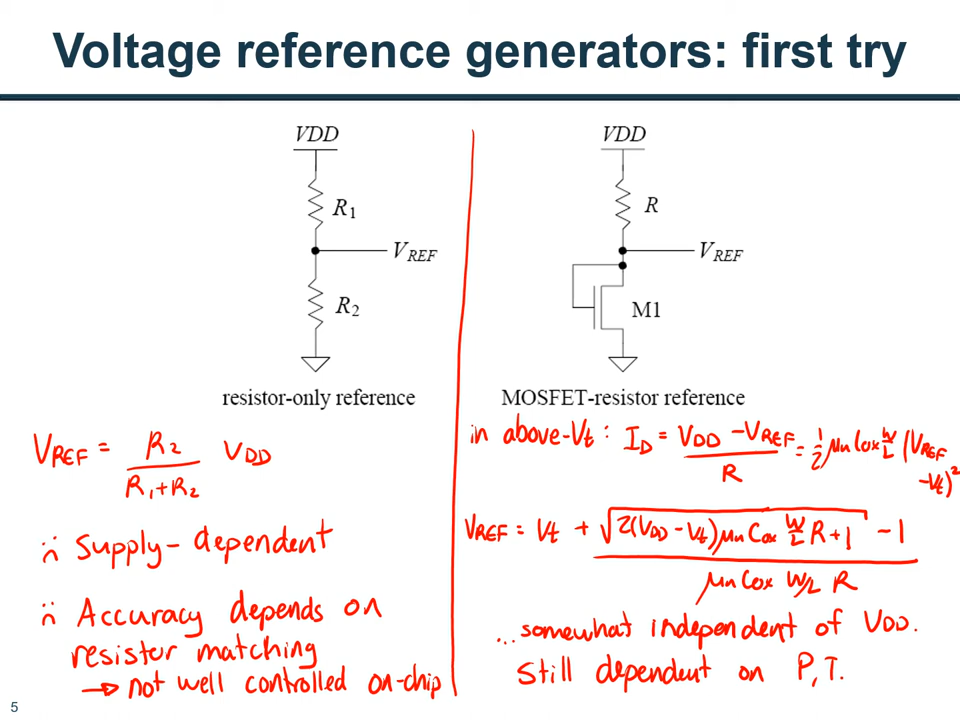 Voltage reference generators: first try
VDD
R1
VREF
R2
resistor-only reference
VREF = R2 / (R1+R2) VDD
:( Supply-dependent
:( Accuracy depends on
resistor matching
→ not well controlled on-chip
VDD
R
VREF
M1
MOSFET-resistor reference
in above-Vt: ID = (VDD - VREF) / R = 1/2 μn Cox W/L (VREF
-Vt)²
VREF = Vt + (√(2(VDD - Vt) μn Cox W/L R + 1) - 1) / (μn Cox W/L R)
...somewhat independent of VDD.
Still dependent on P, T.
5